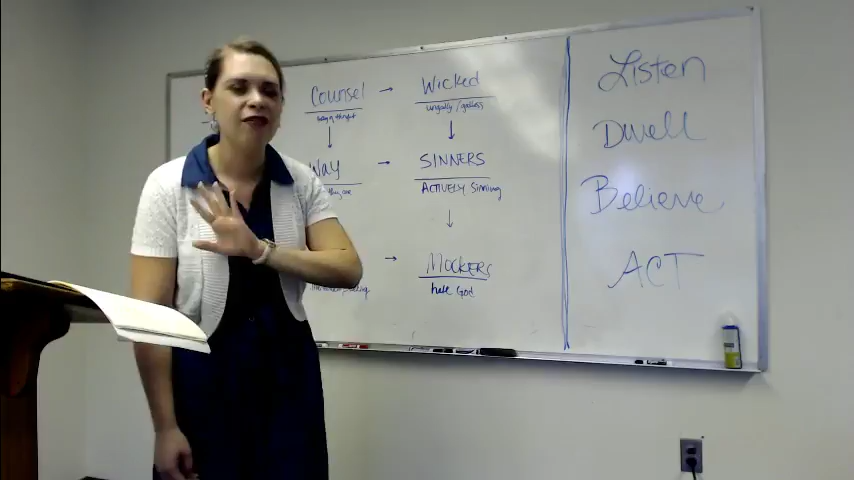 Counsel → Wicked
ungodly / godless
Way → SINNERS
ACTIVELY Sinning
→ MOCKERS
hate God
Listen
Dwell
Believe
ACT